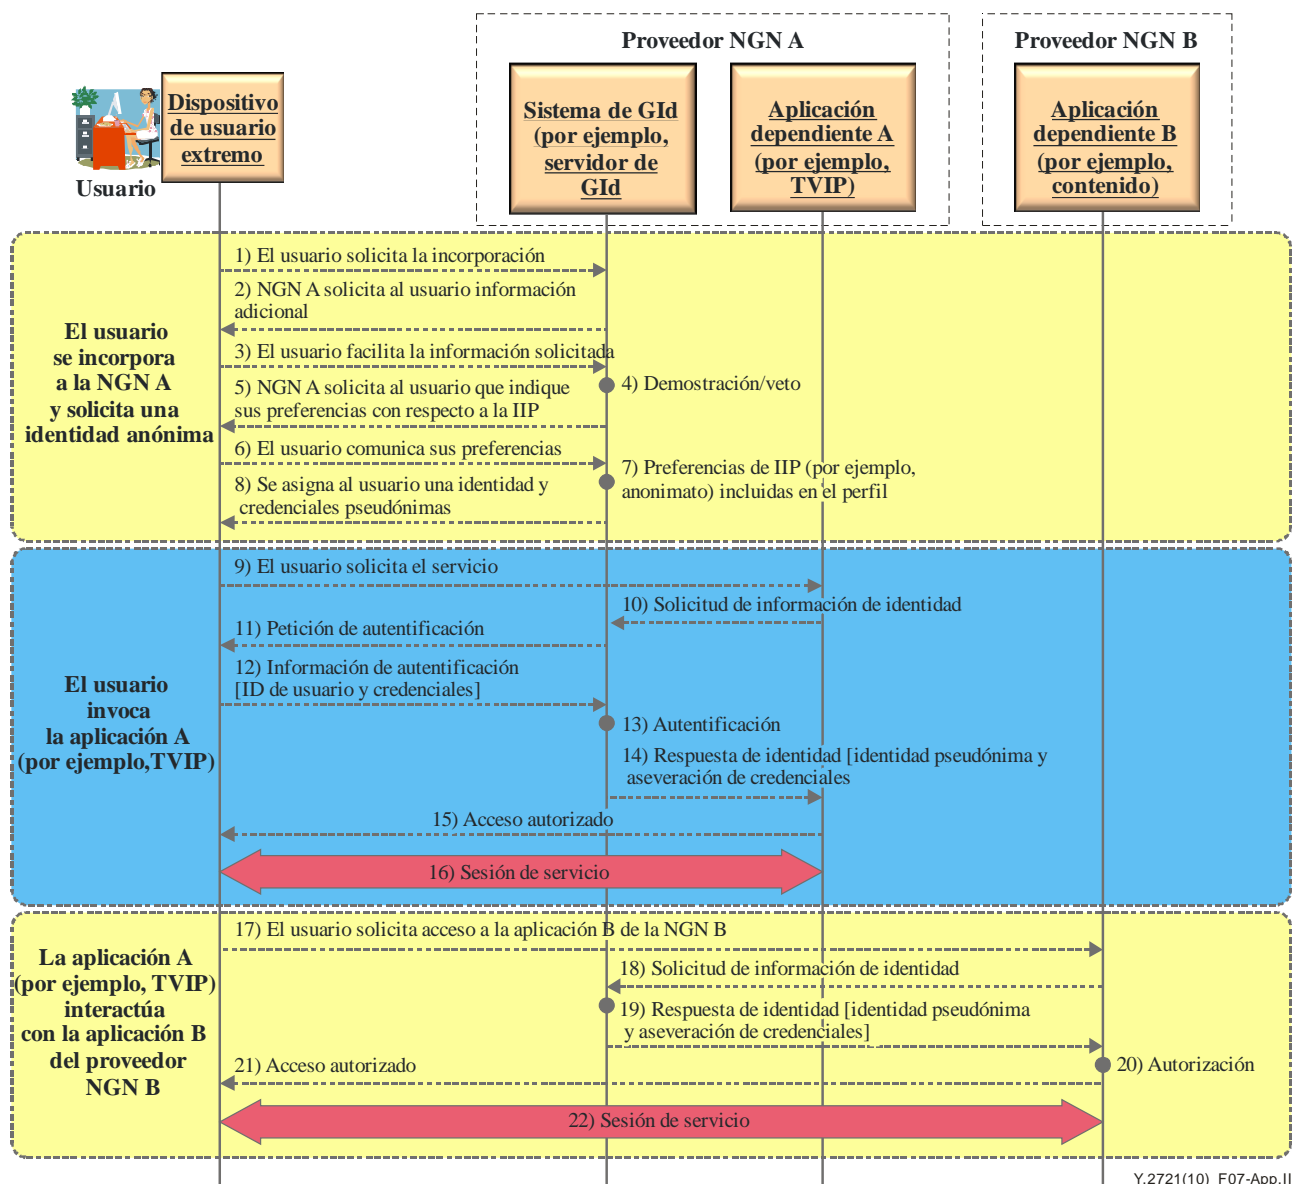 Proveedor NGN A
Proveedor NGN B
Usuario
Dispositivo
de usuario
extremo
Sistema de GId
(por ejemplo,
servidor de
GId
Aplicación
dependiente A
(por ejemplo,
TVIP)
Aplicación
dependiente B
(por ejemplo,
contenido)
El usuario
se incorpora
a la NGN A
y solicita una
identidad anónima
1) El usuario solicita la incorporación
2) NGN A solicita al usuario información
adicional
3) El usuario facilita la información solicitada
4) Demostración/veto
5) NGN A solicita al usuario que indique
sus preferencias con respecto a la IIP
6) El usuario comunica sus preferencias
7) Preferencias de IIP (por ejemplo,
anonimato) incluidas en el perfil
8) Se asigna al usuario una identidad y
credenciales pseudónimas
El usuario
invoca
la aplicación A
(por ejemplo,TVIP)
9) El usuario solicita el servicio
10) Solicitud de información de identidad
11) Petición de autentificación
12) Información de autentificación
[ID de usuario y credenciales]
13) Autentificación
14) Respuesta de identidad [identidad pseudónima y
aseveración de credenciales
15) Acceso autorizado
16) Sesión de servicio
La aplicación A
(por ejemplo, TVIP)
interactúa
con la aplicación B
del proveedor
NGN B
17) El usuario solicita acceso a la aplicación B de la NGN B
18) Solicitud de información de identidad
19) Respuesta de identidad [identidad pseudónima
y aseveración de credenciales]
20) Autorización
21) Acceso autorizado
22) Sesión de servicio
Y.2721(10)_F07-App.II